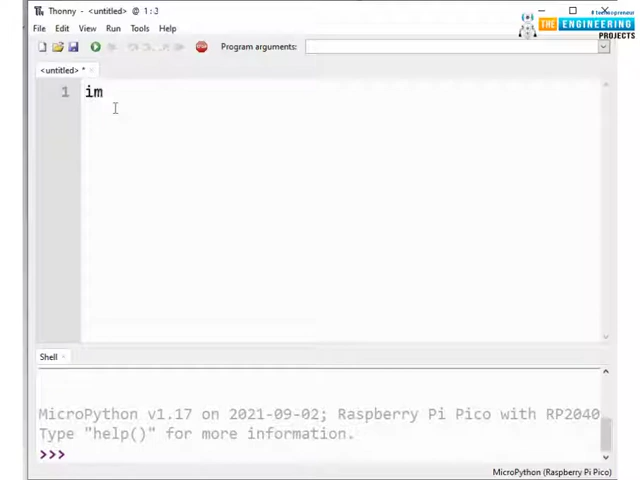 Thonny - <untitled> @ 1:3
# technopreneur
THE ENGINEERING
PROJECTS
File Edit View Run Tools Help
STOP Program arguments:
<untitled> *
1 im
Shell
MicroPython v1.17 on 2021-09-02; Raspberry Pi Pico with RP2040
Type "help()" for more information.
>>>
MicroPython (Raspberry Pi Pico)